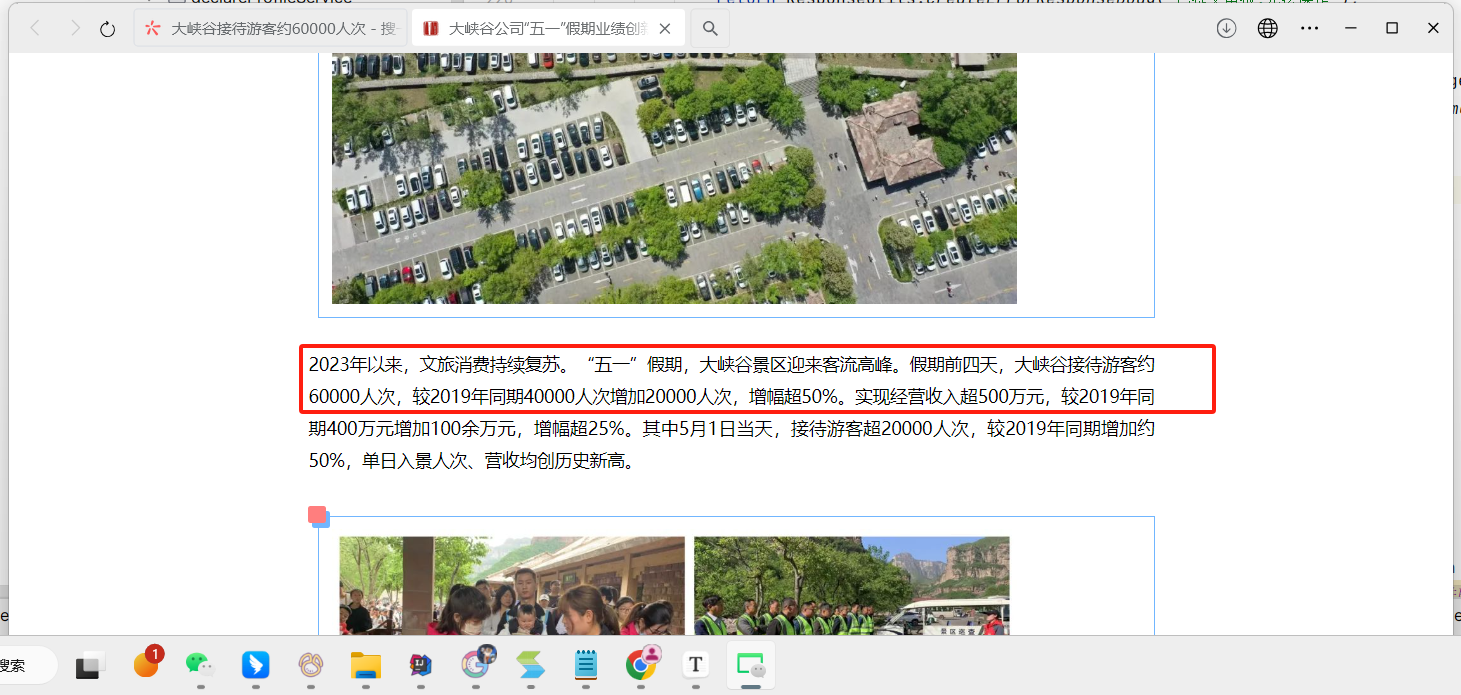 大峡谷接待游客约60000人次 - 搜
大峡谷公司“五一”假期业绩创新
2023年以来，文旅消费持续复苏。“五一”假期，大峡谷景区迎来客流高峰。假期前四天，大峡谷接待游客约
60000人次，较2019年同期40000人次增加20000人次，增幅超50%。实现经营收入超500万元，较2019年同
期400万元增加100余万元，增幅超25%。其中5月1日当天，接待游客超20000人次，较2019年同期增加约
50%，单日入景人次、营收均创历史新高。
景区巡查
搜索
1
T